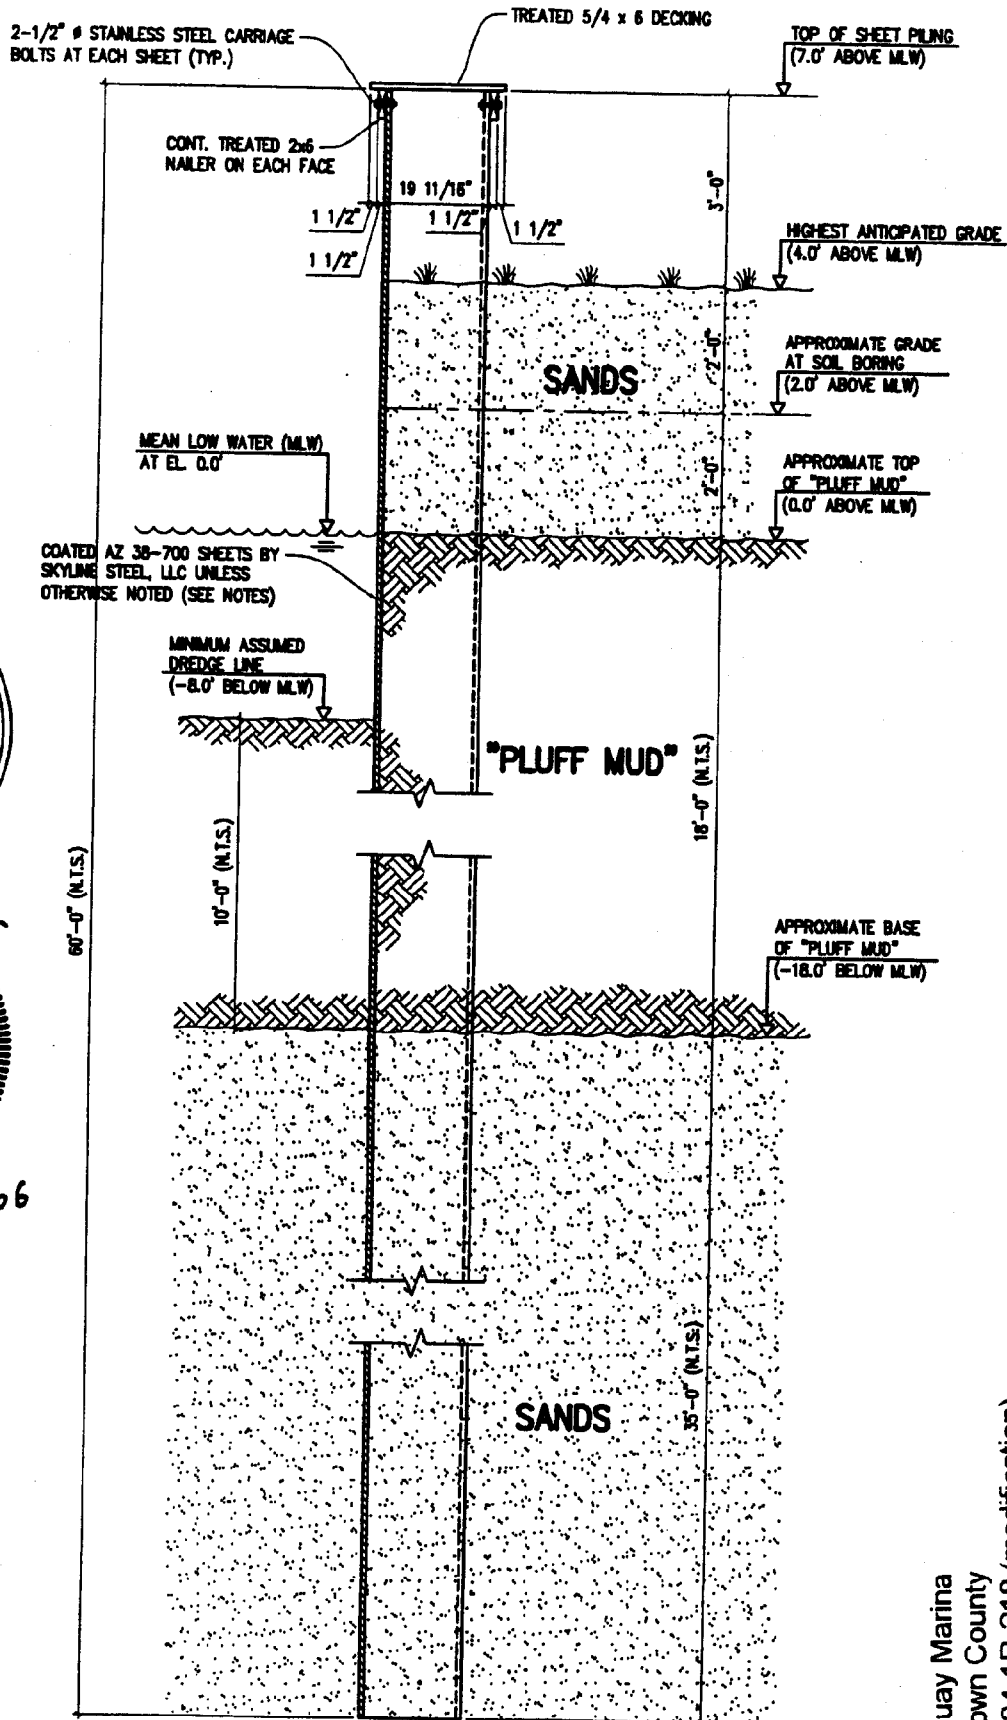 TREATED 5/4 x 6 DECKING
2-1/2" ø STAINLESS STEEL CARRIAGE
BOLTS AT EACH SHEET (TYP.)
TOP OF SHEET PILING
(7.0' ABOVE MLW)
CONT. TREATED 2x6
NAILER ON EACH FACE
19 11/16"
1 1/2"
1 1/2"
1 1/2"
1 1/2"
3'-0"
HIGHEST ANTICIPATED GRADE
(4.0' ABOVE MLW)
SANDS
2'-0"
APPROXIMATE GRADE
AT SOIL BORING
(2.0' ABOVE MLW)
MEAN LOW WATER (MLW)
AT EL. 0.0'
2'-0"
APPROXIMATE TOP
OF "PLUFF MUD"
(0.0' ABOVE MLW)
COATED AZ 38-700 SHEETS BY
SKYLINE STEEL, LLC UNLESS
OTHERWISE NOTED (SEE NOTES)
MINIMUM ASSUMED
DREDGE LINE
(-8.0' BELOW MLW)
"PLUFF MUD"
18'-0" (N.T.S.)
60'-0" (N.T.S.)
10'-0" (N.T.S.)
APPROXIMATE BASE
OF "PLUFF MUD"
(-18.0' BELOW MLW)
SANDS
35'-0" (N.T.S.)
uay Marina
own County